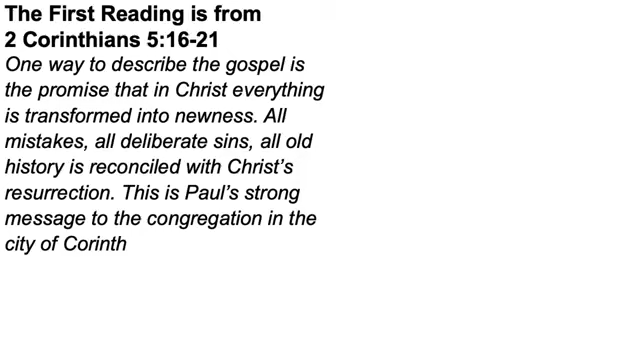 The First Reading is from
2 Corinthians 5:16-21
One way to describe the gospel is
the promise that in Christ everything
is transformed into newness. All
mistakes, all deliberate sins, all old
history is reconciled with Christ’s
resurrection. This is Paul’s strong
message to the congregation in the
city of Corinth